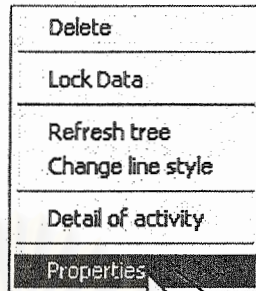 Delete
Lock Data
Refresh tree
Change line style
Detail of activity
Properties